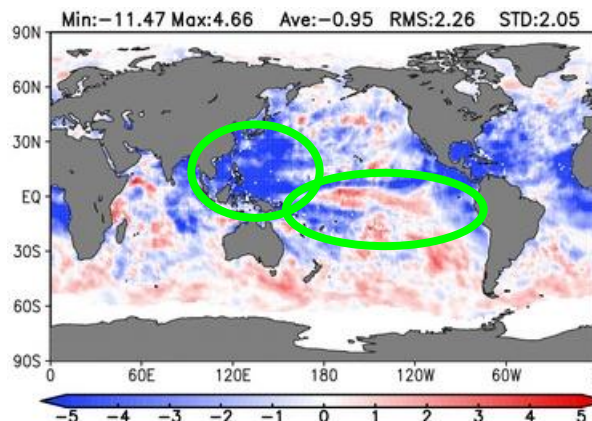 Min:−11.47 Max:4.66 Ave:−0.95 RMS:2.26 STD:2.05
90N
60N
30N
EQ
30S
60S
90S
0 60E 120E 180 120W 60W
−5 −4 −3 −2 −1 0 1 2 3 4 5